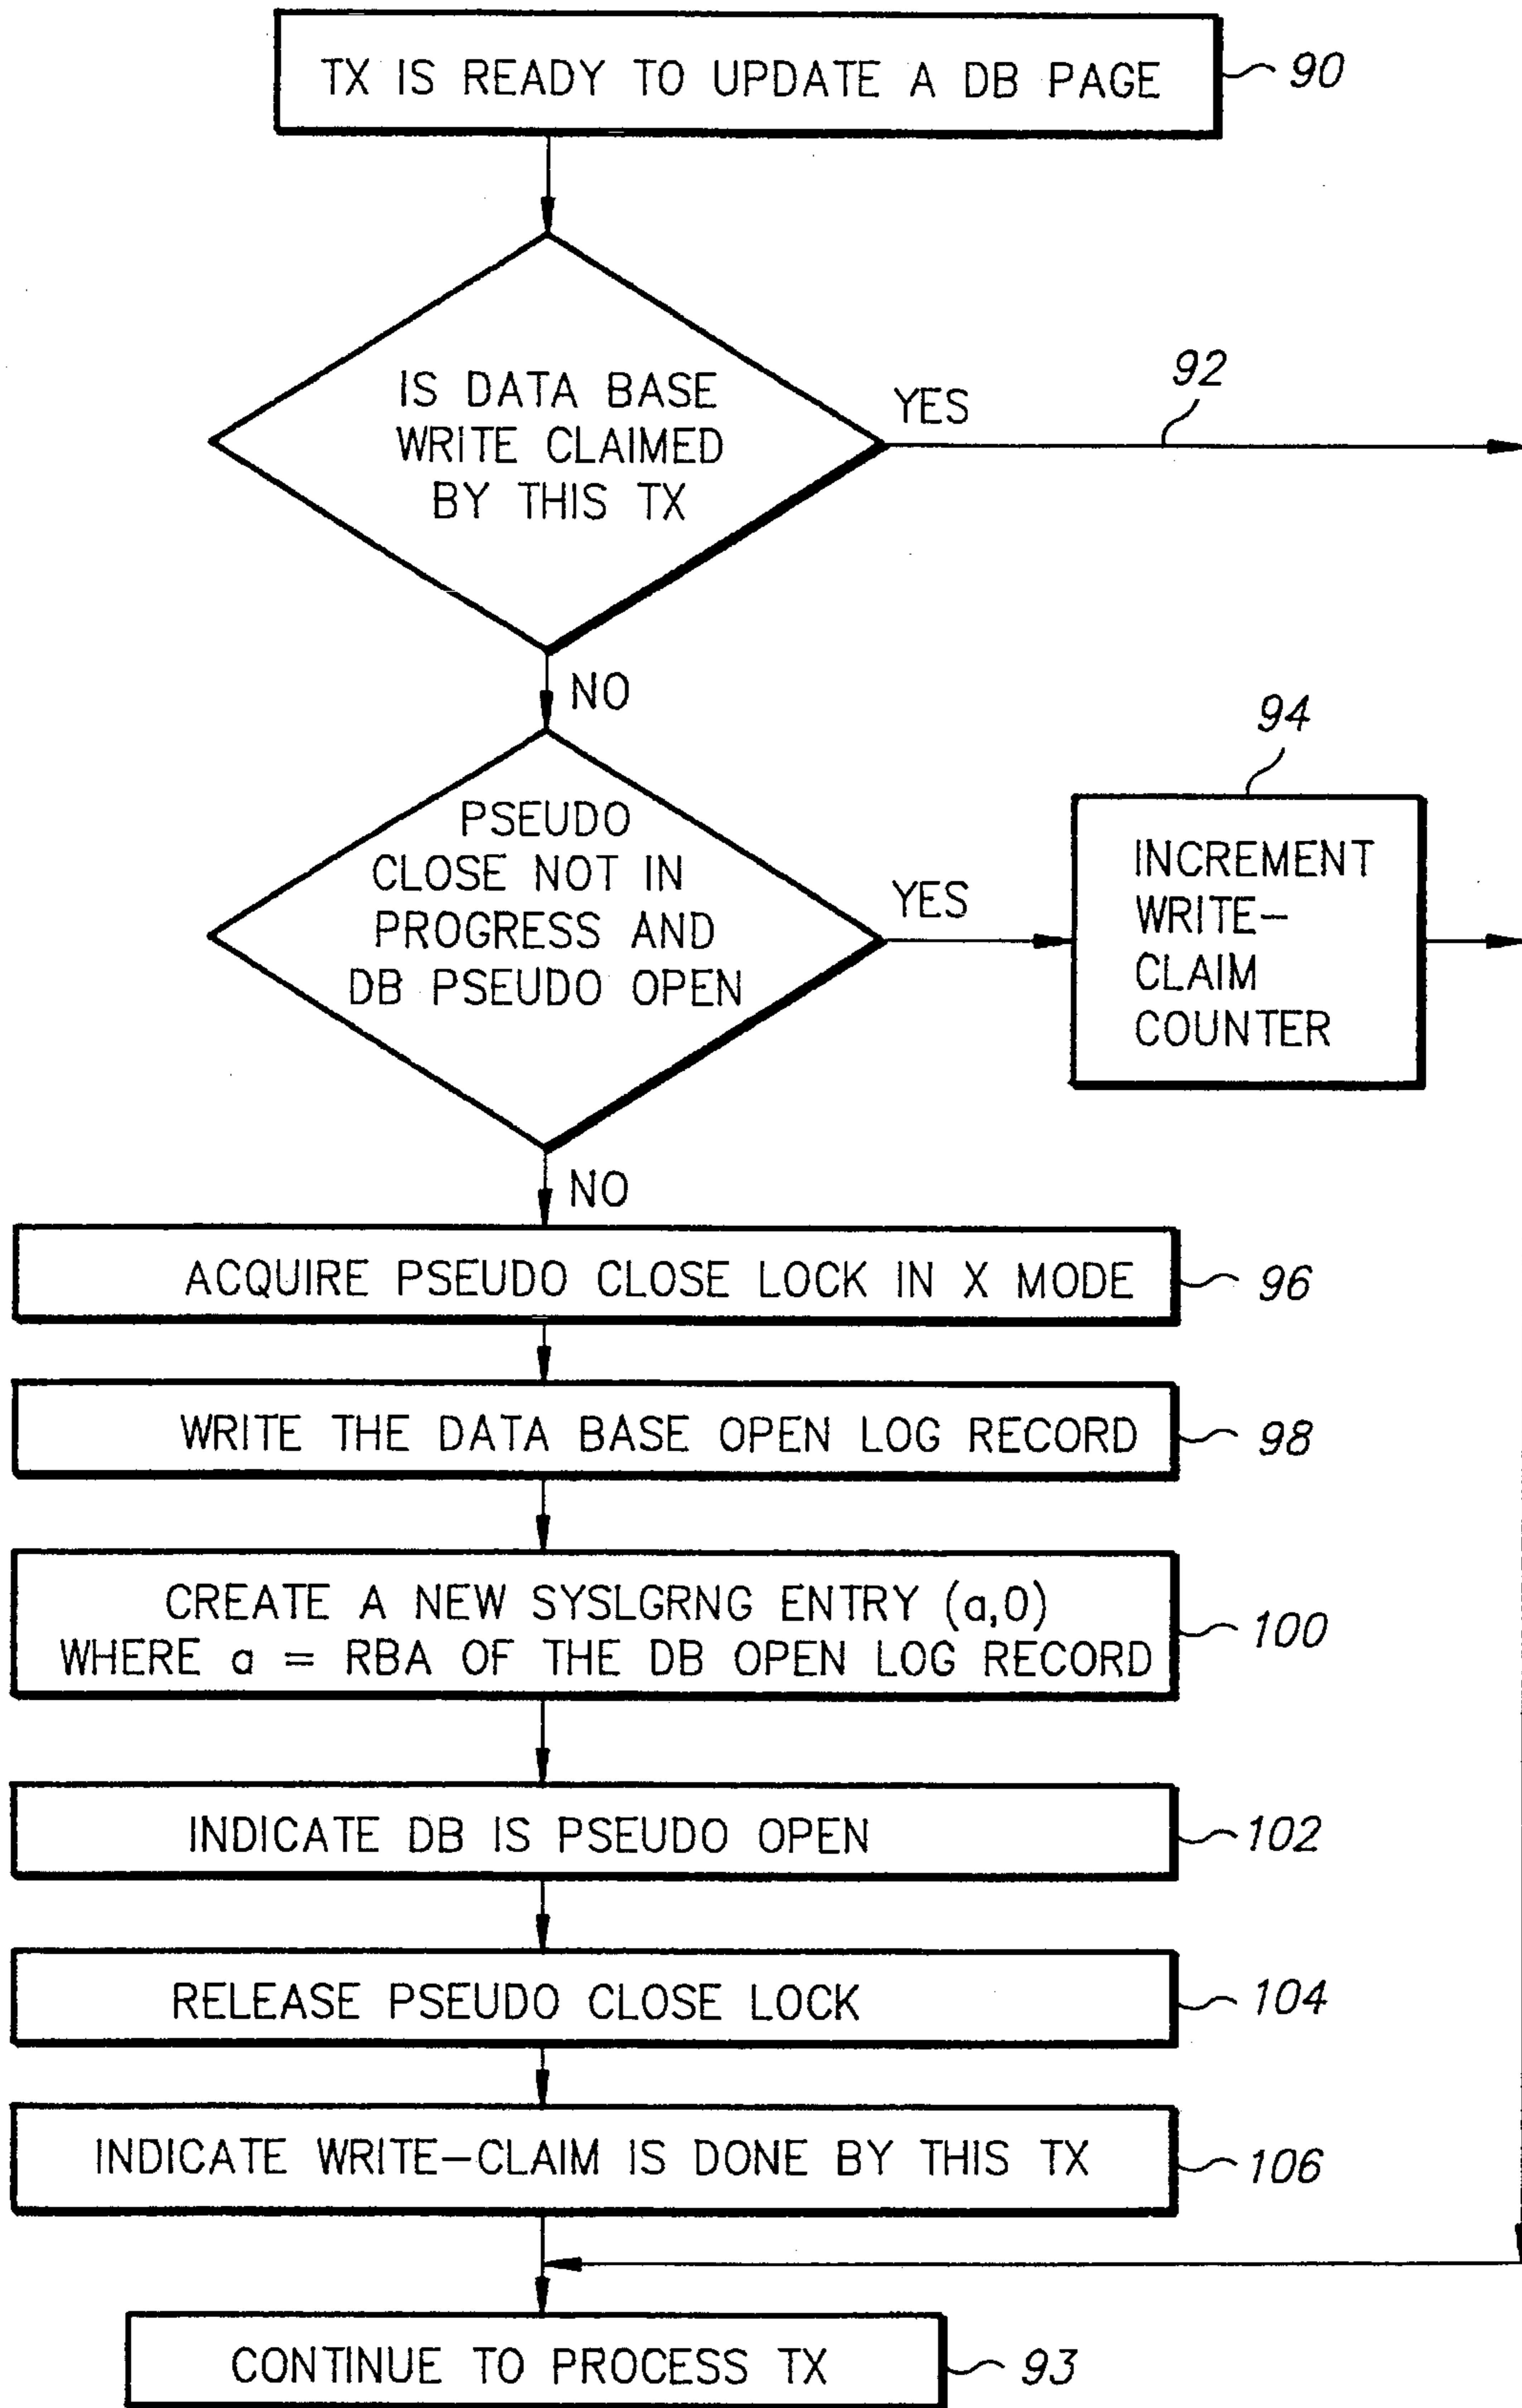 TX IS READY TO UPDATE A DB PAGE
90
IS DATA BASE
WRITE CLAIMED
BY THIS TX
YES
92
NO
PSEUDO
CLOSE NOT IN
PROGRESS AND
DB PSEUDO OPEN
YES
94
INCREMENT
WRITE-
CLAIM
COUNTER
NO
ACQUIRE PSEUDO CLOSE LOCK IN X MODE
96
WRITE THE DATA BASE OPEN LOG RECORD
98
CREATE A NEW SYSLGRNG ENTRY (a,0)
WHERE a = RBA OF THE DB OPEN LOG RECORD
100
INDICATE DB IS PSEUDO OPEN
102
RELEASE PSEUDO CLOSE LOCK
104
INDICATE WRITE-CLAIM IS DONE BY THIS TX
106
CONTINUE TO PROCESS TX
93